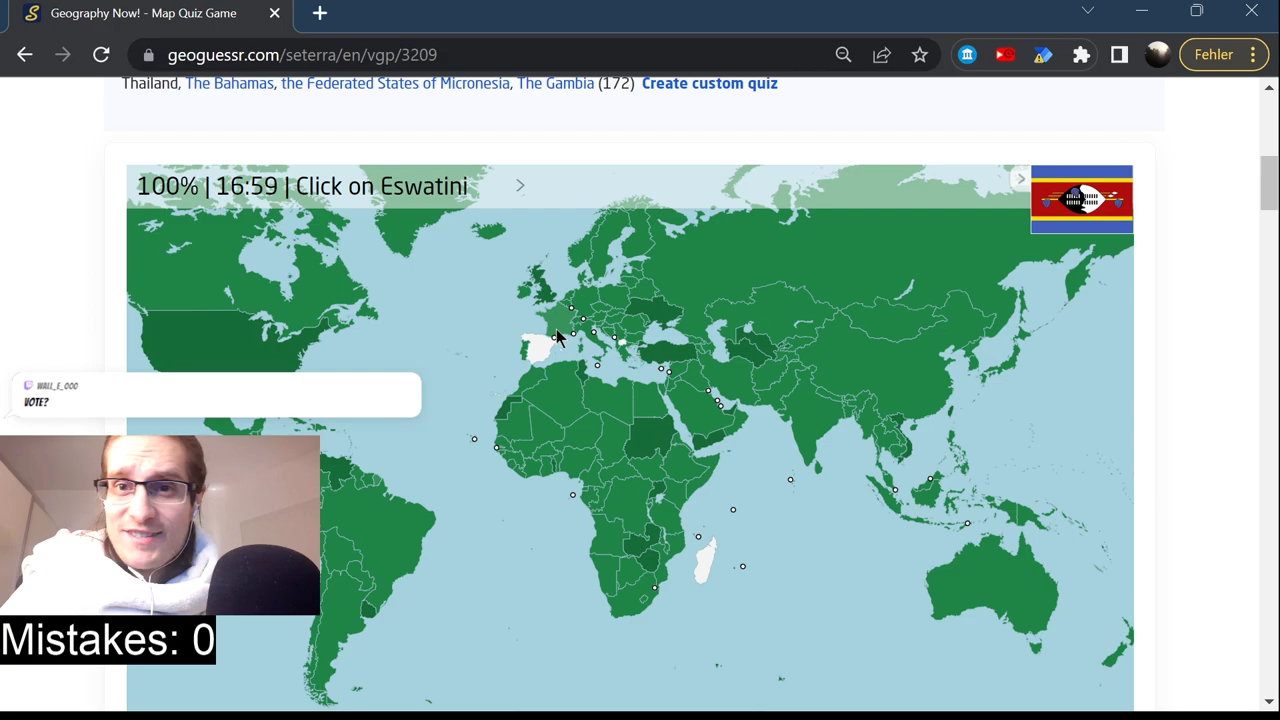 Geography Now! - Map Quiz Game
geoguessr.com/seterra/en/vgp/3209
Fehler
Thailand, The Bahamas, the Federated States of Micronesia, The Gambia (172) Create custom quiz
100% | 16:59 | Click on Eswatini
WALL_E_000
VOTE?
Mistakes: 0